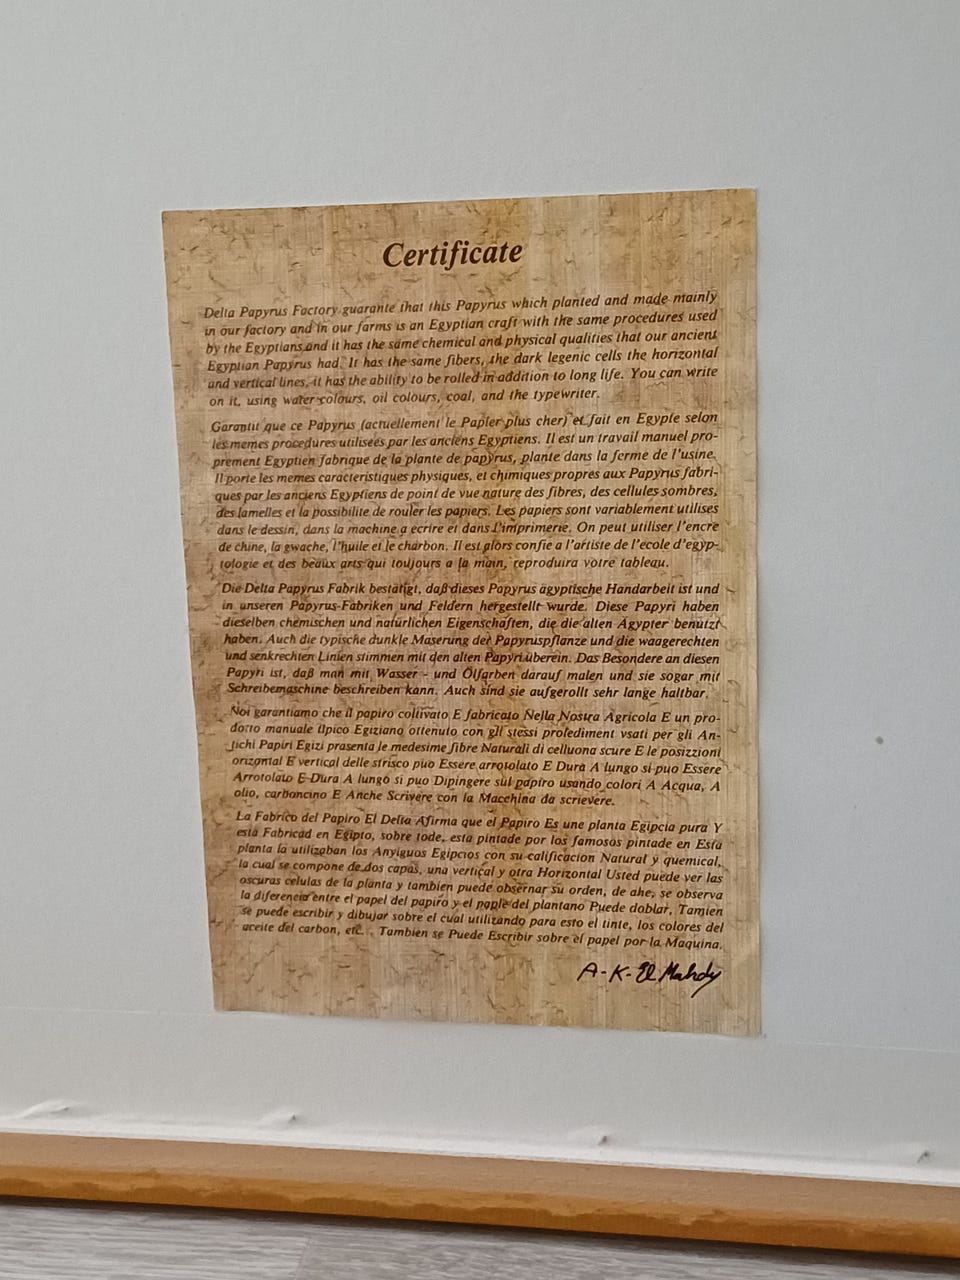 Certificate
Delta Papyrus Factory guarante that this Papyrus which planted and made mainly
in our factory and in our farms is an Egyptian craft with the same procedures used
by the Egyptians and it has the same chemical and physical qualities that our ancient
Egyptian Papyrus had. It has the same fibers, the dark legenic cells the horizontal
and vertical lines, it has the ability to be rolled in addition to long life. You can write
on it, using water colours, oil colours, coal, and the typewriter.
Garantit que ce Papyrus (actuellement le Papier plus cher) et fait en Egypte selon
les memes procedures utilisées par les anciens Egyptiens. Il est un travail manuel pro-
prement Egyptien fabrique de la plante de papyrus, plante dans la ferme de l'usine.
Il porte les memes caracteristiques physiques, et chimiques propres aux Papyrus fabri-
ques par les anciens Egyptiens de point de vue nature des fibres, des cellules sombres,
des lamelles et la possibilite de rouler les papiers. Les papiers sont variablement utilises
dans le dessin, dans la machine a ecrire et dans L'imprimerie. On peut utiliser l'encre
de chine, la gwache, l'huile et le charbon. Il est alors confie a l'artiste de l'ecole d'egyp-
tologie et des beaux arts qui toujours a la main, reproduira votre tableau.
Die Delta Papyrus Fabrik bestätigt, daß dieses Papyrus ägyptische Handarbeit ist und
in unseren Papyrus-Fabriken und Feldern hergestellt wurde. Diese Papyri haben
dieselben chemischen und natürlichen Eigenschaften, die die alten Ägypter benutzt
haben. Auch die typische dunkle Maserung der Papyruspflanze und die waagerechten
und senkrechten Linien stimmen mit den alten Papyri überein. Das Besondere an diesen
Papyri ist, daß man mit Wasser - und Ölfarben darauf malen und sie sogar mit
Schreibemaschine beschreiben kann. Auch sind sie aufgerollt sehr lange haltbar.
Noi garantiamo che il papiro coltivato E fabricato Nella Nostra Agricola E un pro-
dotto manuale tipico Egiziano ottenuto con gli stessi profediment vsati per gli An-
tichi Papiri Egizi prasenta le medesime fibre Naturali di celluona scure E le posizzioni
orizontal E vertical delle strisco puo Essere arrotolato E Dura A lungo si puo Essere
Arrotolato E Dura A lungo si puo Dipingere sul papiro usando colori A Acqua, A
olio, carboncino E Anche Scrivere con la Macchina da scrievere.
La Fabrico del Papiro El Delta Afirma que el Papiro Es une planta Egipcia pura Y
está Fabricad en Egipto, sobre tode, esta pintade por los famosos pintade en Esta
planta la utilizaban los Anyiguos Egipcios con su calificacion Natural y quemical,
la cual se compone de dos capas, una vertical y otra Horizontal Usted puede ver las
oscuras celulas de la planta y tambien puede obsernar su orden, de ahe, se observa
la diferencia entre el papel del papiro y el pople del plantano Puede doblar, Tamien
se puede escribir y dibujar sobre el cual utilizando para esto el tinte, los colores del
aceite del carbon, etc. . Tambien se Puede Escribir sobre el papel por la Maquina.
A-K-El Mahdy